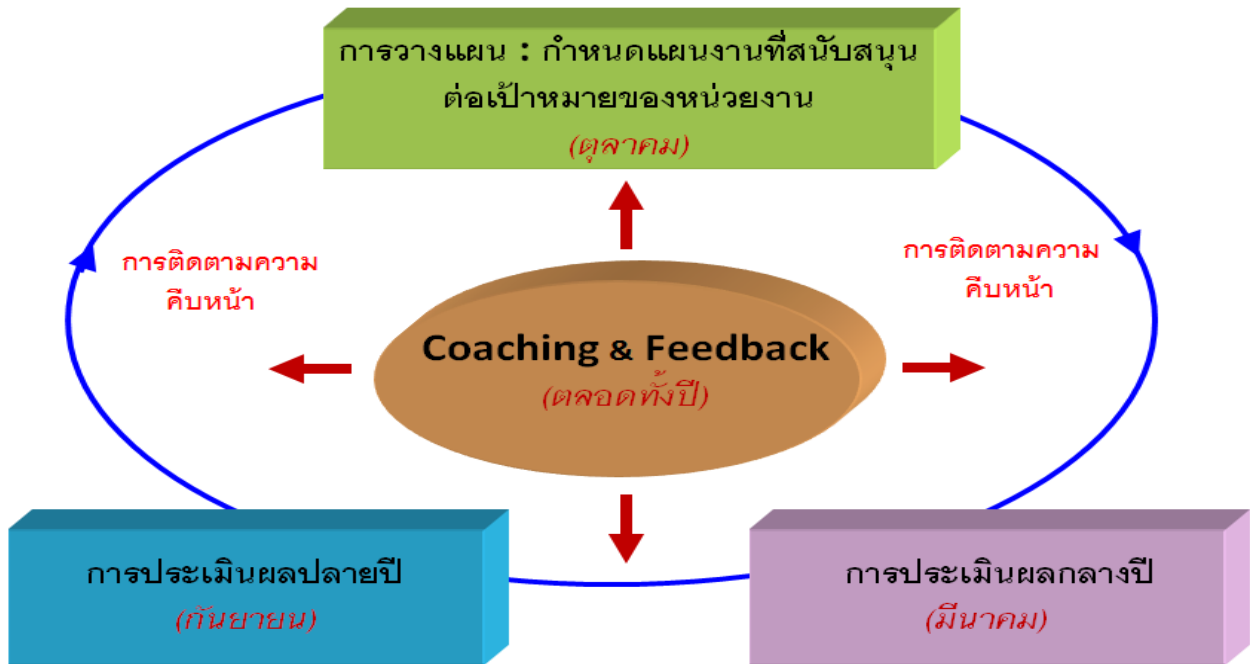 การวางแผน : กำหนดแผนงานที่สนับสนุน
ต่อเป้าหมายของหน่วยงาน
(ตุลาคม)
การติดตามความ
คืบหน้า
การติดตามความ
คืบหน้า
Coaching & Feedback
(ตลอดทั้งปี)
การประเมินผลปลายปี
(กันยายน)
การประเมินผลกลางปี
(มีนาคม)